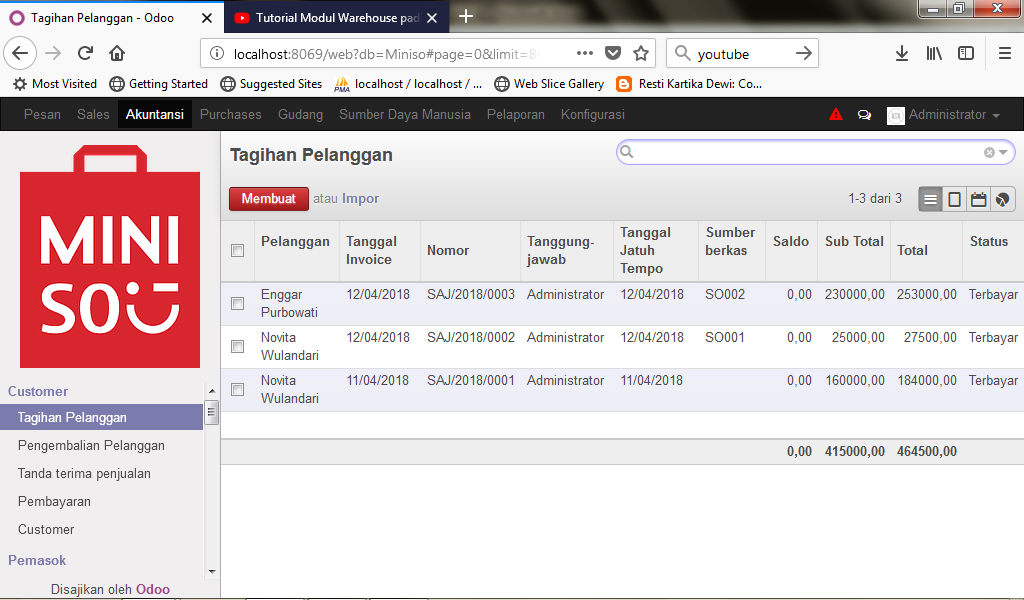 Tagihan Pelanggan - Odoo
Tutorial Modul Warehouse pad
localhost:8069/web?db=Miniso#page=0&limit=8
youtube
Most Visited Getting Started Suggested Sites localhost / localhost / ... Web Slice Gallery Resti Kartika Dewi: Co...
Pesan Sales Akuntansi Purchases Gudang Sumber Daya Manusia Pelaporan Konfigurasi Administrator
MINI
SO
Tagihan Pelanggan
Membuat atau Impor 1-3 dari 3
Pelanggan Tanggal Invoice Nomor Tanggung-jawab Tanggal Jatuh Tempo Sumber berkas Saldo Sub Total Total Status
Enggar Purbowati 12/04/2018 SAJ/2018/0003 Administrator 12/04/2018 SO002 0,00 230000,00 253000,00 Terbayar
Novita Wulandari 12/04/2018 SAJ/2018/0002 Administrator 12/04/2018 SO001 0,00 25000,00 27500,00 Terbayar
Novita Wulandari 11/04/2018 SAJ/2018/0001 Administrator 11/04/2018 0,00 160000,00 184000,00 Terbayar
0,00 415000,00 464500,00
Customer
Tagihan Pelanggan
Pengembalian Pelanggan
Tanda terima penjualan
Pembayaran
Customer
Pemasok
Disajikan oleh Odoo